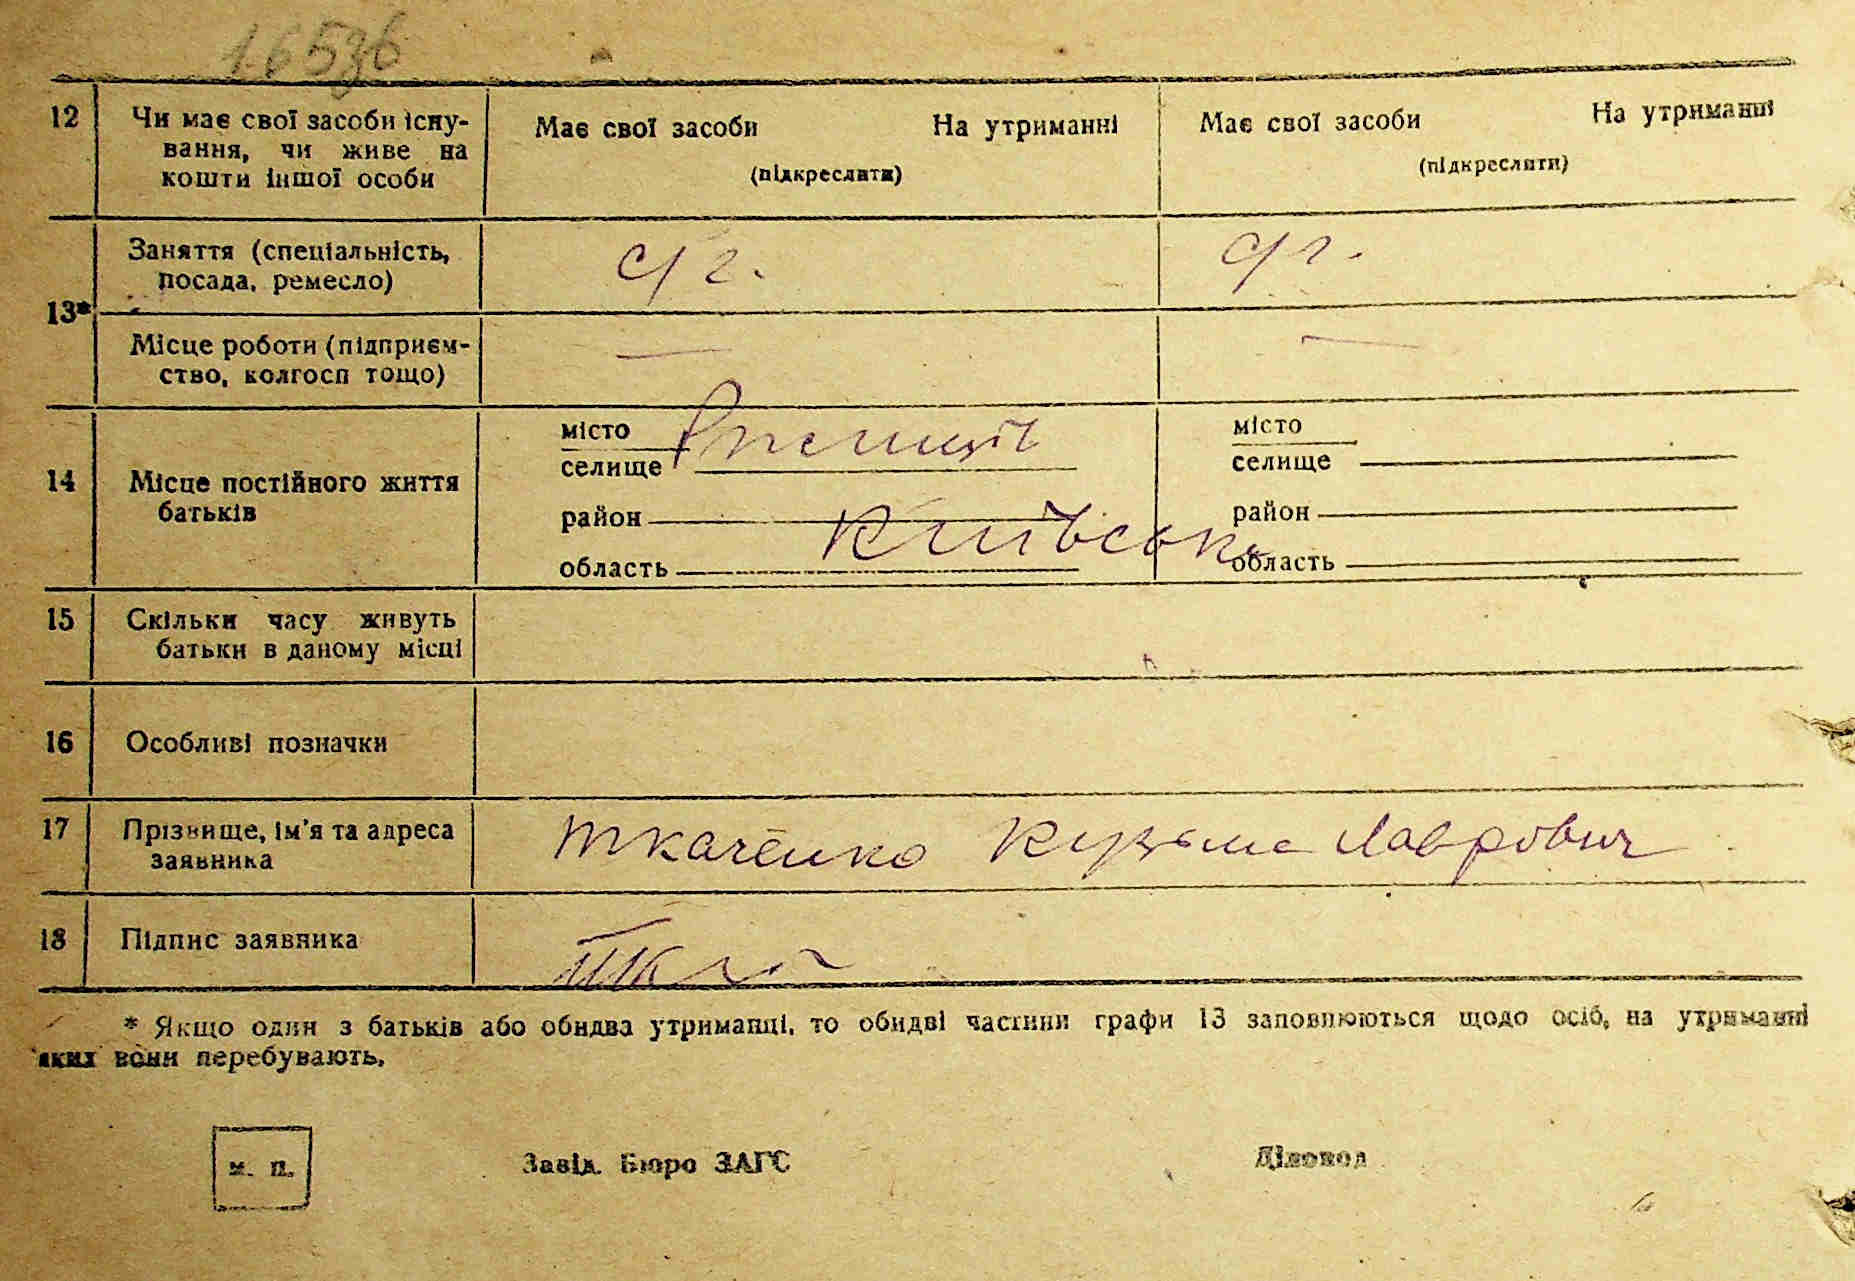 16536
12 Чи має свої засоби існу-
вання, чи живе на
кошти іншої особи
Має свої засоби На утриманні
(підкреслити)
Має свої засоби На утриманні
(підкреслити)
13*
Заняття (спеціальність,
посада, ремесло)
с/г. с/г.
Місце роботи (підприєм-
ство, колгосп тощо)
— —
14 Місце постійного життя
батьків
місто
селище
район
область Київська
місто
селище
район
область
15 Скільки часу живуть
батьки в даному місці
16 Особливі позначки
17 Прізвище, ім'я та адреса
заявника
Ткаченко Кузьма Лаврович
18 Підпис заявника
* Якщо один з батьків або обидва утриманці, то обидві частини графи 13 заповнюються щодо осіб, на утриманні
яких вони перебувають.
м. п. Завід. Бюро ЗАГС Діловод